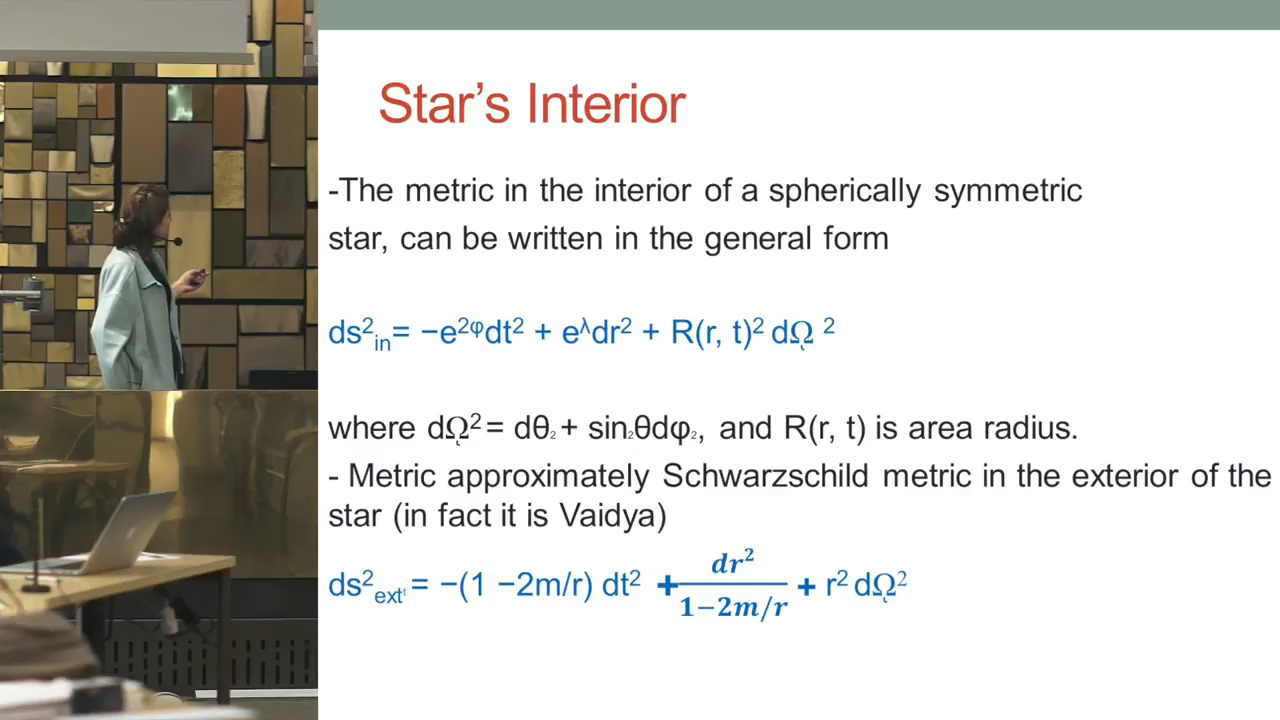 Star’s Interior
-The metric in the interior of a spherically symmetric
star, can be written in the general form
ds²ᵢₙ= −e²ᵠdt² + e^λdr² + R(r, t)² dΩ ²
where dΩ²= dθ₂ + sin₂θdφ₂, and R(r, t) is area radius.
- Metric approximately Schwarzschild metric in the exterior of the
star (in fact it is Vaidya)
ds²ₑₓₜᵗ = −(1 −2m/r) dt² + dr²/(1−2m/r) + r² dΩ²